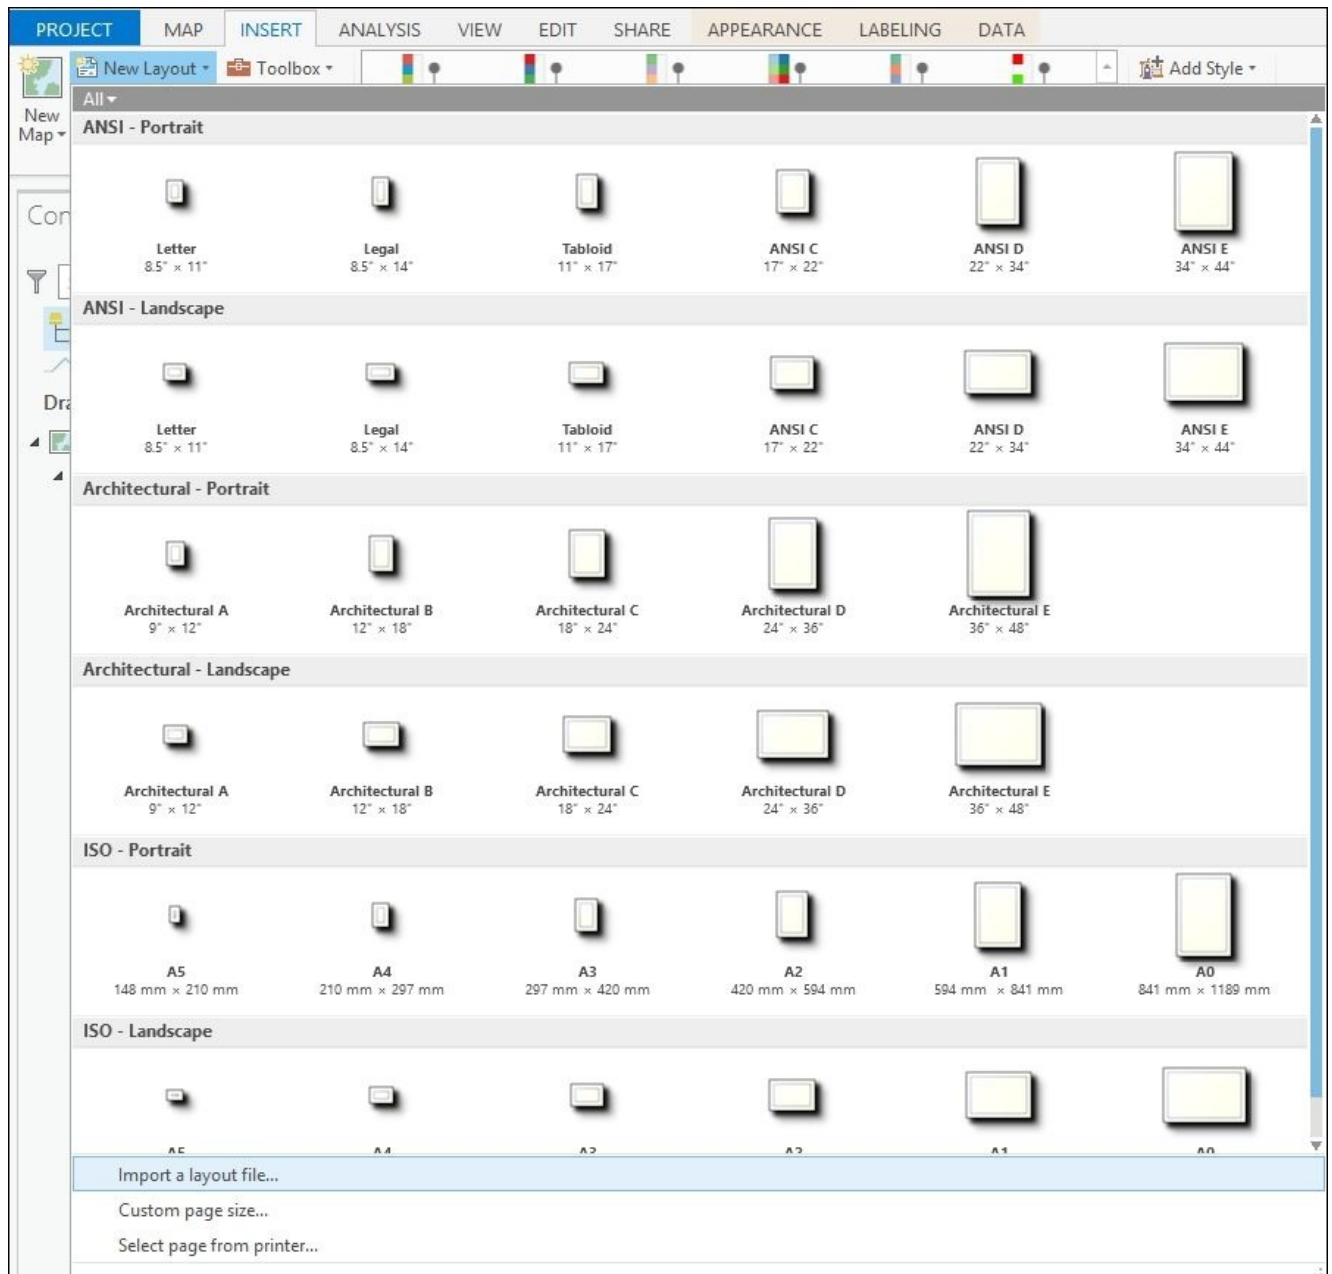 PROJECT MAP INSERT ANALYSIS VIEW EDIT SHARE APPEARANCE LABELING DATA
New Layout Toolbox Add Style
New
Map
All
ANSI - Portrait
Letter Legal Tabloid ANSI C ANSI D ANSI E
8.5" × 11" 8.5" × 14" 11" × 17" 17" × 22" 22" × 34" 34" × 44"
ANSI - Landscape
Letter Legal Tabloid ANSI C ANSI D ANSI E
8.5" × 11" 8.5" × 14" 11" × 17" 17" × 22" 22" × 34" 34" × 44"
Architectural - Portrait
Architectural A Architectural B Architectural C Architectural D Architectural E
9" × 12" 12" × 18" 18" × 24" 24" × 36" 36" × 48"
Architectural - Landscape
Architectural A Architectural B Architectural C Architectural D Architectural E
9" × 12" 12" × 18" 18" × 24" 24" × 36" 36" × 48"
ISO - Portrait
A5 A4 A3 A2 A1 A0
148 mm × 210 mm 210 mm × 297 mm 297 mm × 420 mm 420 mm × 594 mm 594 mm × 841 mm 841 mm × 1189 mm
ISO - Landscape
A5 A4 A3 A2 A1 A0
Import a layout file...
Custom page size...
Select page from printer...